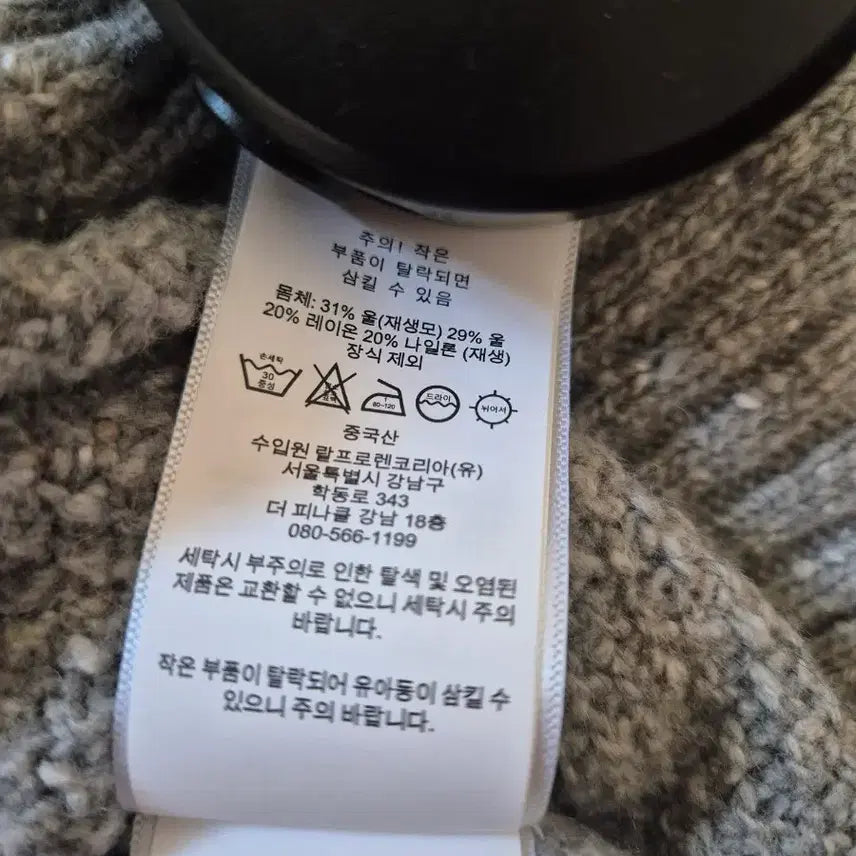 주의! 작은
부품이 탈락되면
삼킬 수 있음
몸체: 31% 울(재생모) 29% 울
20% 레이온 20% 나일론 (재생)
장식 제외
손세탁 30 중성 80~120 드라이 뉘어서
중국산
수입원 랄프로렌코리아(유)
서울특별시 강남구
학동로 343
더 피나클 강남 18층
080-566-1199
세탁시 부주의로 인한 탈색 및 오염된
제품은 교환할 수 없으니 세탁시 주의
바랍니다.
작은 부품이 탈락되어 유아둥이 삼킬 수
있으니 주의 바랍니다.